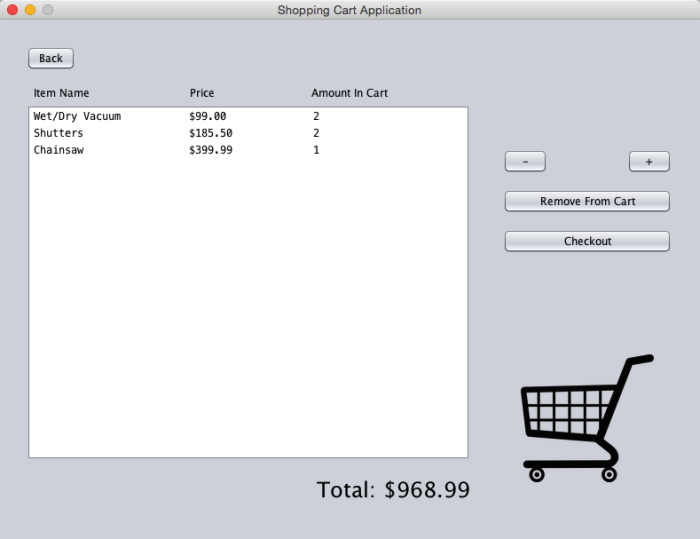 Shopping Cart Application
Back
Item Name Price Amount In Cart
Wet/Dry Vacuum $99.00 2
Shutters $185.50 2
Chainsaw $399.99 1
- +
Remove From Cart
Checkout
Total: $968.99